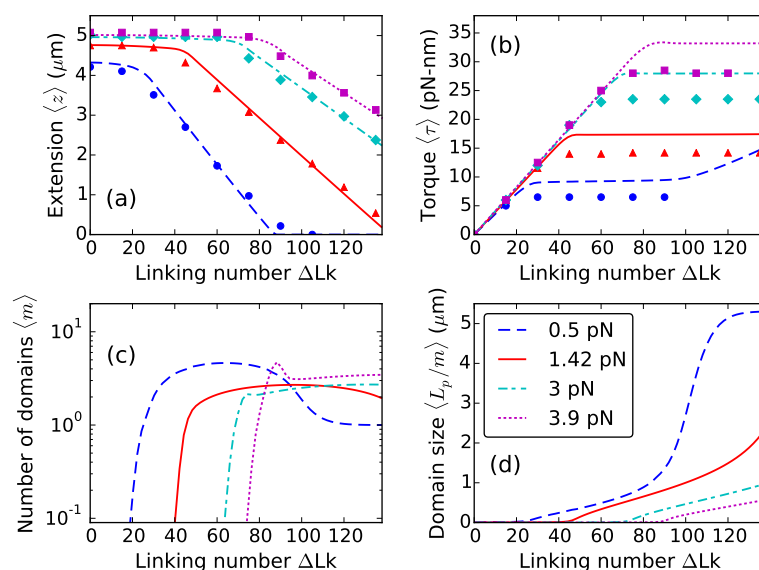 6
5
4
3
2
1
0
Extension ⟨z⟩ (μm)
(a)
0 20 40 60 80 100 120
Linking number ΔLk
35
30
25
20
15
10
5
0
Torque ⟨τ⟩ (pN-nm)
(b)
0 20 40 60 80 100 120
Linking number ΔLk
10¹
10⁰
10⁻¹
Number of domains ⟨m⟩
(c)
0 20 40 60 80 100 120
Linking number ΔLk
5
4
3
2
1
0
Domain size ⟨Lₚ/m⟩ (μm)
0.5 pN
1.42 pN
3 pN
3.9 pN
(d)
0 20 40 60 80 100 120
Linking number ΔLk